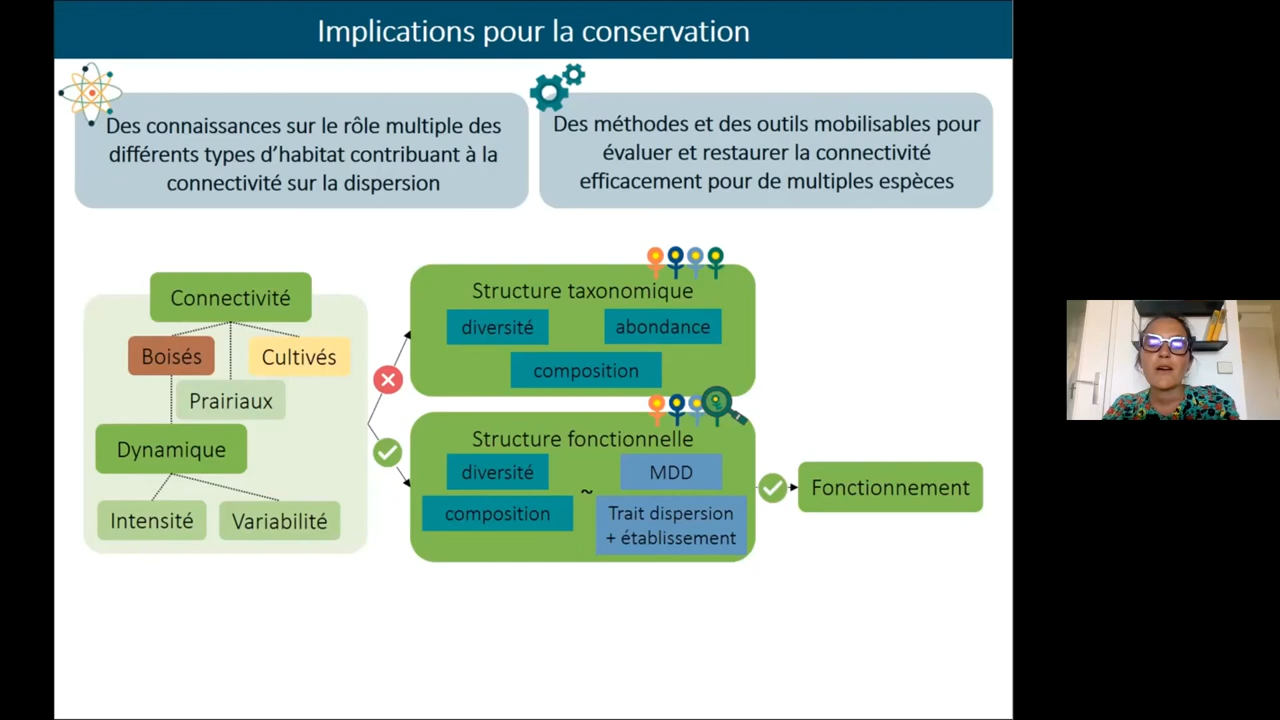 Implications pour la conservation
Des connaissances sur le rôle multiple des
différents types d’habitat contribuant à la
connectivité sur la dispersion
Des méthodes et des outils mobilisables pour
évaluer et restaurer la connectivité
efficacement pour de multiples espèces
Connectivité
Boisés
Cultivés
Prairiaux
Dynamique
Intensité
Variabilité
Structure taxonomique
diversité
abondance
composition
Structure fonctionnelle
diversité
MDD
~
composition
Trait dispersion
+ établissement
Fonctionnement